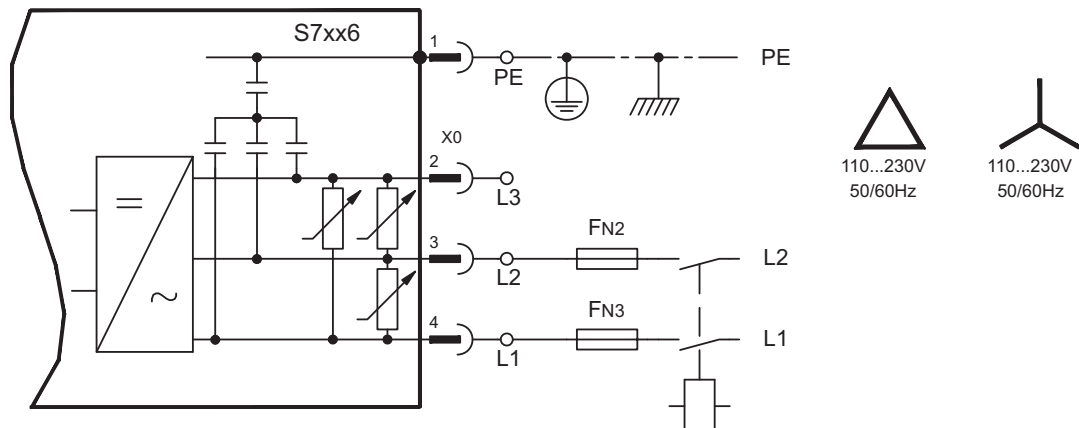 S7xx6
1
PE
PE
X0
2
L3
3
L2
FN2
L2
4
L1
FN3
L1
110...230V
50/60Hz
110...230V
50/60Hz